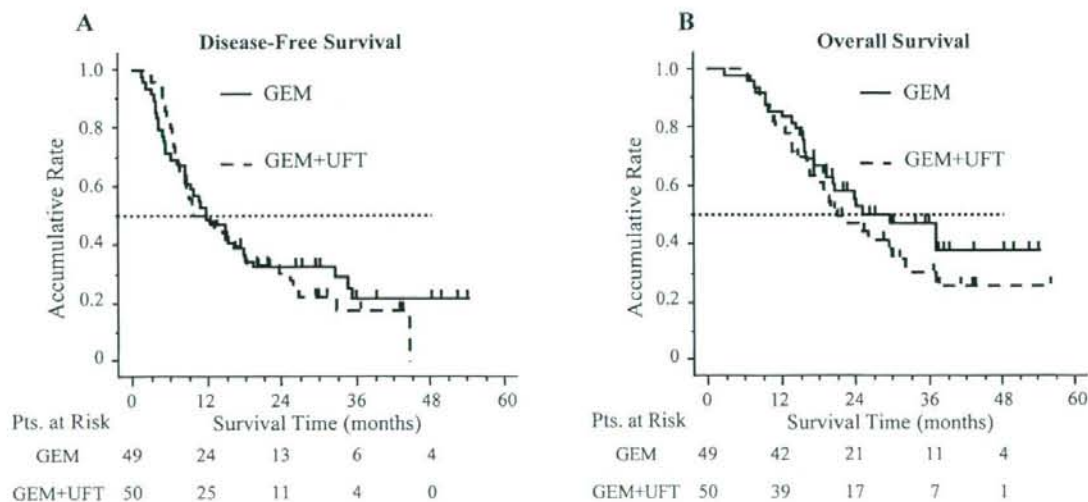 A
Disease-Free Survival
1.0
0.8
0.6
0.4
0.2
0
Accumulative Rate
GEM
GEM+UFT
0 12 24 36 48 60
Survival Time (months)
Pts. at Risk
GEM 49 24 13 6 4
GEM+UFT 50 25 11 4 0
B
Overall Survival
1.0
0.8
0.6
0.4
0.2
0
Accumulative Rate
GEM
GEM+UFT
0 12 24 36 48 60
Survival Time (months)
Pts. at Risk
GEM 49 42 21 11 4
GEM+UFT 50 39 17 7 1